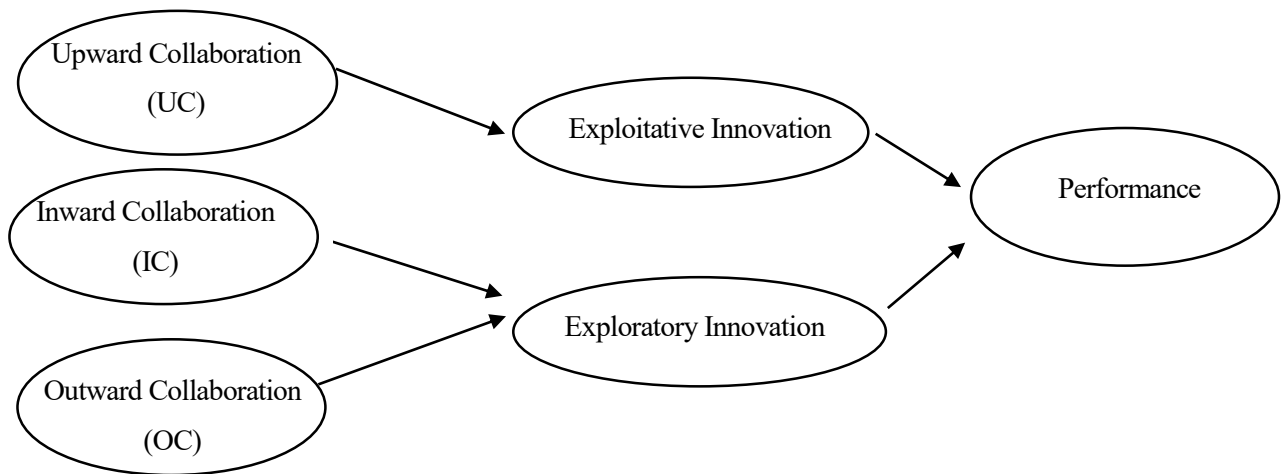 Upward Collaboration
(UC)
Exploitative Innovation
Performance
Inward Collaboration
(IC)
Exploratory Innovation
Outward Collaboration
(OC)